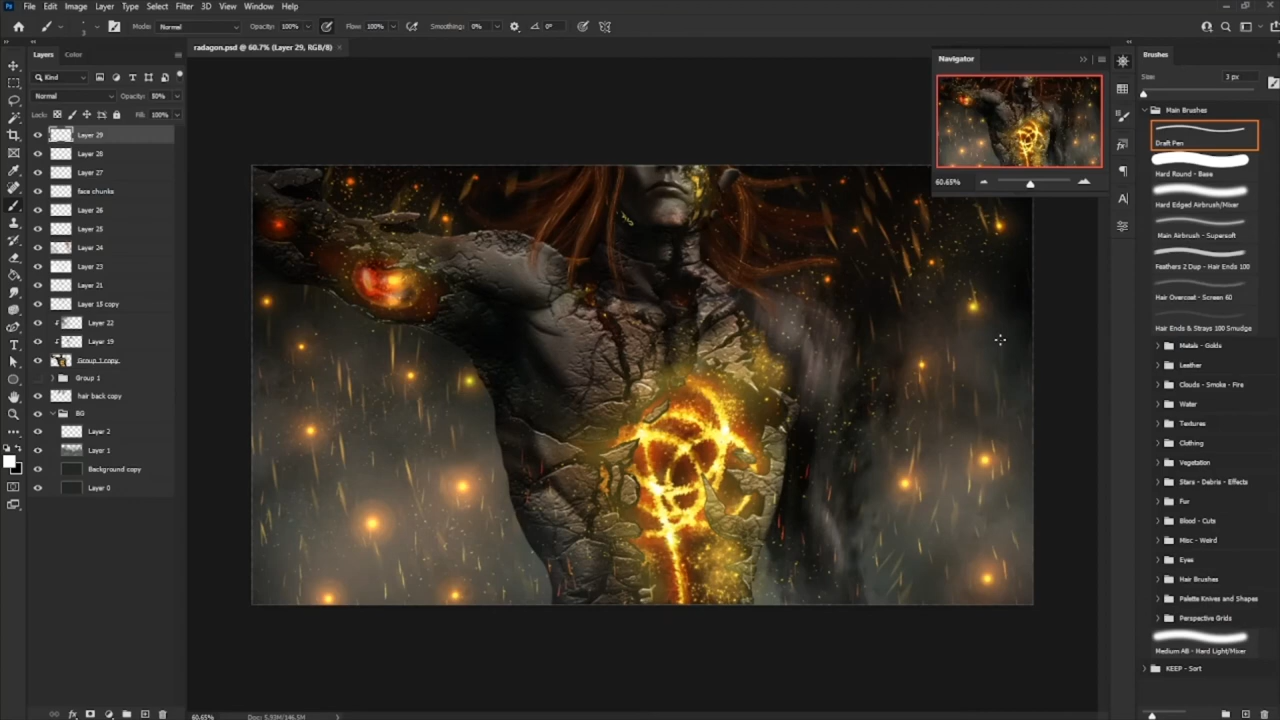 Ps File Edit Image Layer Type Select Filter 3D View Window Help
3 Mode: Normal Opacity: 100% Flow: 100% Smoothing: 0% 0°
radagon.psd @ 60.7% (Layer 29, RGB/8)
Layers Color
Kind
Normal Opacity: 80%
Lock: Fill: 100%
Layer 29
Layer 28
Layer 27
face chunks
Layer 26
Layer 25
Layer 24
Layer 23
Layer 21
Layer 15 copy
Layer 22
Layer 19
Group 1 copy
Group 1
hair back copy
BG
Layer 2
Layer 1
Background copy
Layer 0
60.65% Doc: 5.93M/146.5M
Navigator
60.65%
Brushes
Size: 3 px
Main Brushes
Draft Pen
Hard Round - Base
Hard Edged Airbrush/Mixer
Main Airbrush - Supersoft
Feathers 2 Dup - Hair Ends 100
Hair Overcoat - Screen 60
Hair Ends & Strays 100 Smudge
Metals - Golds
Leather
Clouds - Smoke - Fire
Water
Textures
Clothing
Vegetation
Stars - Debris - Effects
Fur
Blood - Cuts
Misc - Weird
Eyes
Hair Brushes
Palette Knives and Shapes
Perspective Grids
Medium AB - Hard Light/Mixer
KEEP - Sort